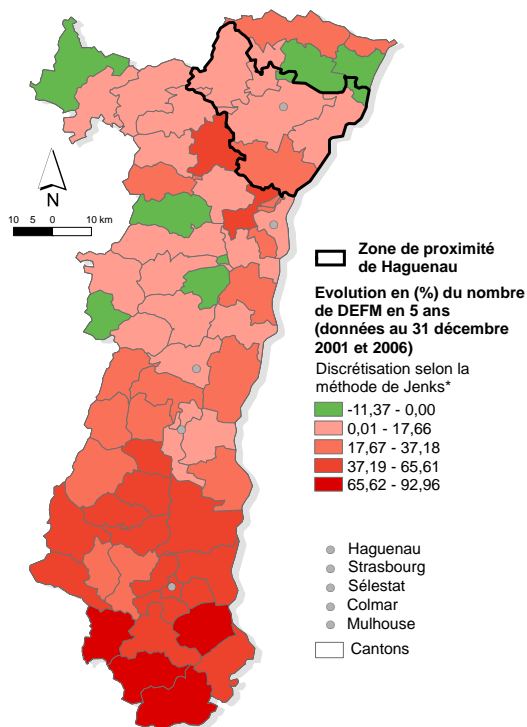 N
10 5 0 10 km
Zone de proximité
de Haguenau
Evolution en (%) du nombre
de DEFM en 5 ans
(données au 31 décembre
2001 et 2006)
Discrétisation selon la
méthode de Jenks*
-11,37 - 0,00
0,01 - 17,66
17,67 - 37,18
37,19 - 65,61
65,62 - 92,96
Haguenau
Strasbourg
Sélestat
Colmar
Mulhouse
Cantons